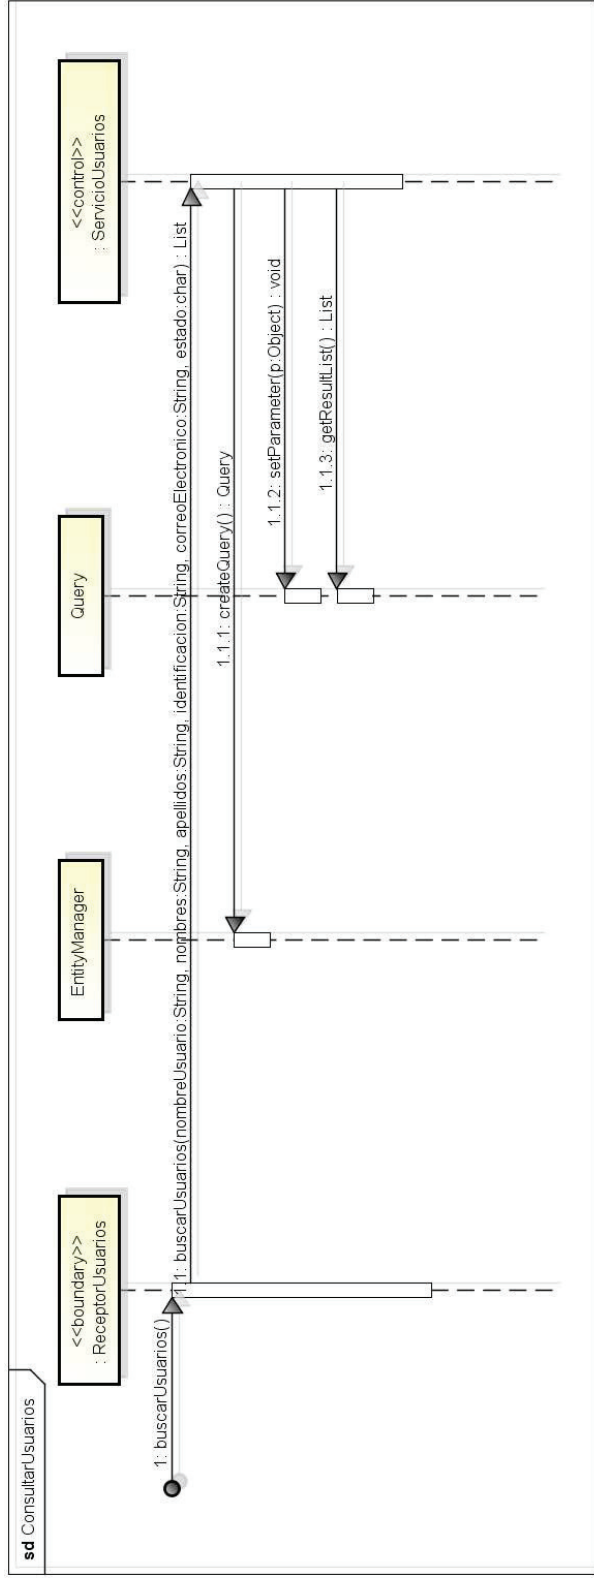 sd ConsultarUsuarios
<<boundary>>
: ReceptorUsuarios
EntityManager
Query
<<control>>
: ServicioUsuarios
1: buscarUsuarios()
1.1: buscarUsuarios(nombreUsuario:String, nombres:String, apellidos:String, identificacion:String, correoElectronico:String, estado:char) : List
1.1.1: createQuery() : Query
1.1.2: setParameter(p:Object) : void
1.1.3: getResultList() : List